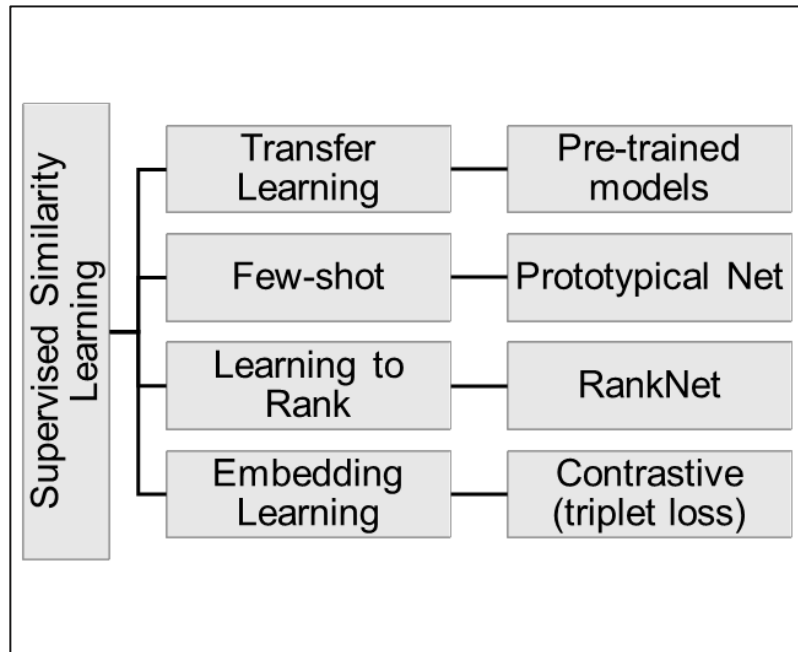 Supervised Similarity
Learning
Transfer
Learning
Pre-trained
models
Few-shot
Prototypical Net
Learning to
Rank
RankNet
Embedding
Learning
Contrastive
(triplet loss)